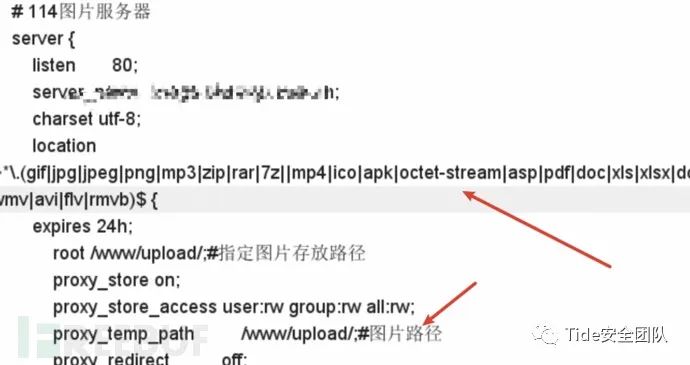 # 114图片服务器
server {
listen 80;
charset utf-8;
location
*\.(gif|jpg|jpeg|png|mp3|zip|rar|7z||mp4|ico|apk|octet-stream|asp|pdf|doc|xls|xlsx|do
wmv|avi|flv|rmvb)$ {
expires 24h;
root /www/upload/;#指定图片存放路径
proxy_store on;
proxy_store_access user:rw group:rw all:rw;
proxy_temp_path /www/upload/;#图片路径
proxy_redirect off;
REEBUF
Tide安全团队